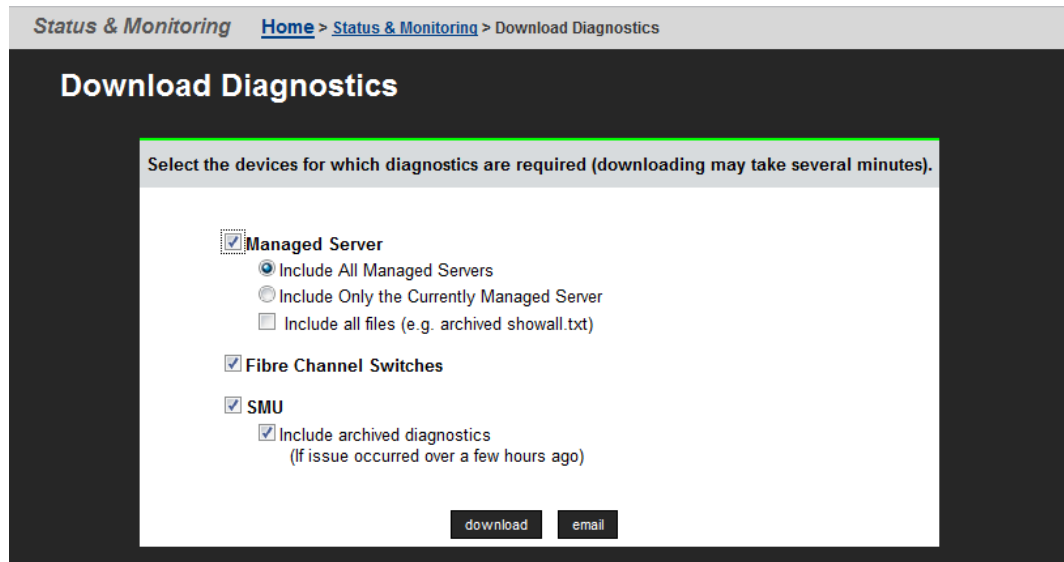 Status & Monitoring Home > Status & Monitoring > Download Diagnostics
Download Diagnostics
Select the devices for which diagnostics are required (downloading may take several minutes).
Managed Server
Include All Managed Servers
Include Only the Currently Managed Server
Include all files (e.g. archived showall.txt)
Fibre Channel Switches
SMU
Include archived diagnostics
(If issue occurred over a few hours ago)
download email